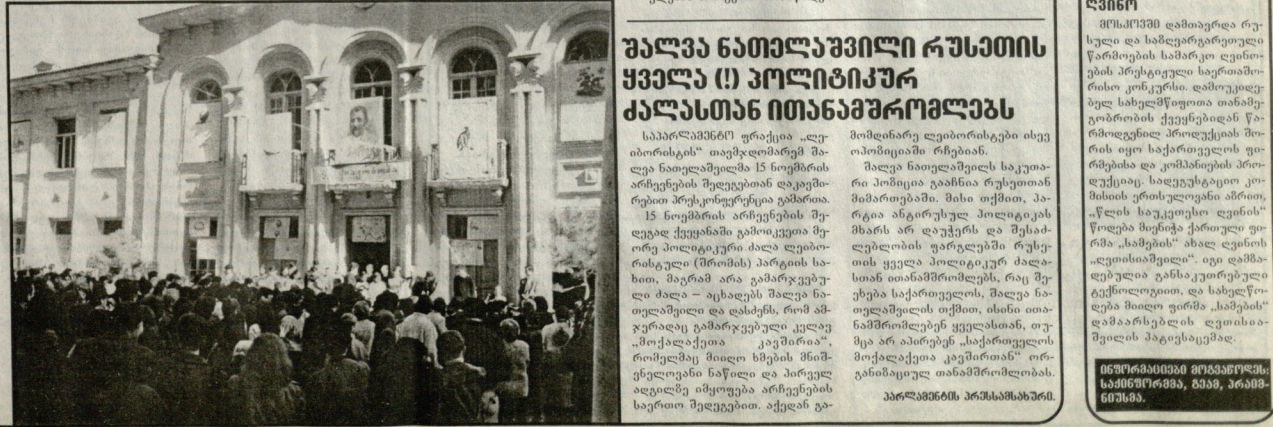 შალვა ნათელაშვილი რუსეთის
ყველა (!) პოლიტიკურ
ძალასთან ითანამშრომლებს
საპარლამენტო ფრაქცია „ლე-
იბორისტის“ თავმჯდომარემ შა-
ლვა ნათელაშვილმა 15 ნოემბრის
არჩევნების შედეგებთან დაკავში-
რებით პრესკონფერენცია გამართა.
15 ნოემბრის არჩევნების შე-
დეგად ქვეყანაში გამოიკვეთა მე-
ორე პოლიტიკური ძალა ლეიბო-
რისტული (შრომის) პარტიის სა-
ხით, მაგრამ არა გამარჯვებუ-
ლი ძალა – აცხადებს შალვა ნა-
თელაშვილი და დასძენს, რომ ამ-
ჯერადაც გამარჯვებული კვლავ
„მოქალაქეთა კავშირია“,
რომელმაც მიიღო ხმების მნიშ-
ვნელოვანი ნაწილი და პირველ
ადგილზე იმყოფება არჩევნების
საერთო შედეგებით. აქედან გა-
მომდინარე ლეიბორისტები ისევ
ოპოზიციაში რჩებიან.
შალვა ნათელაშვილს საკუთა-
რი პოზიცია გააჩნია რუსეთთან
მიმართებაში. მისი თქმით, პა-
რტია ანტირუსულ პოლიტიკას
მხარს არ დაუჭერს და შესაძ-
ლებლობის ფარგლებში რუსე-
თის ყველა პოლიტიკურ ძალა-
სთან ითანამშრომლებს, რაც შე-
ეხება საქართველოს, შალვა ნა-
თელაშვილის თქმით, ისინი ითა-
ნამშრომლებენ ყველასთან, თუ-
მცა არ აპირებენ „საქართველოს
მოქალაქეთა კავშირთან“ ორ-
განიზაციულ თანამშრომლობას.
პარლამენტის პრესსამსახური.
ღვინო
მოსკოვში დამთავრდა რუ-
სული და საზღვარგარეთული
წარმოების სამარკო ღვინო-
ების პრესტიჟული საერთაშო-
რისო კონკურსი. დამოუკიდე-
ბელ სახელმწიფოთა თანამე-
გობრობის ქვეყნებიდან წა-
რმოდგენილ პროდუქციას შო-
რის იყო საქართველოს ფი-
რმებისა და კომპანიების პრო-
დუქციაც. სადეგუსტაციო კო-
მისიის ერთსულოვანი აზრით,
„წლის საუკეთესო ღვინის“
წოდება მიენიჭა ქართული ფი-
რმა „სამების“ ახალ ღვინოს
„ღვთისიაშვილი“. იგი დამზა-
დებულია განსაკუთრებული
ტექნოლოგიით, და სახელწო-
დება მიიღო ფირმა „სამების“
დამაარსებლის ღვთისია-
შვილის პატივსაცემად.
ინფორმაციები მოგვაწოდეს:
საქინფორმმა, გეამ, პრაიმ-
ნიუსმა.